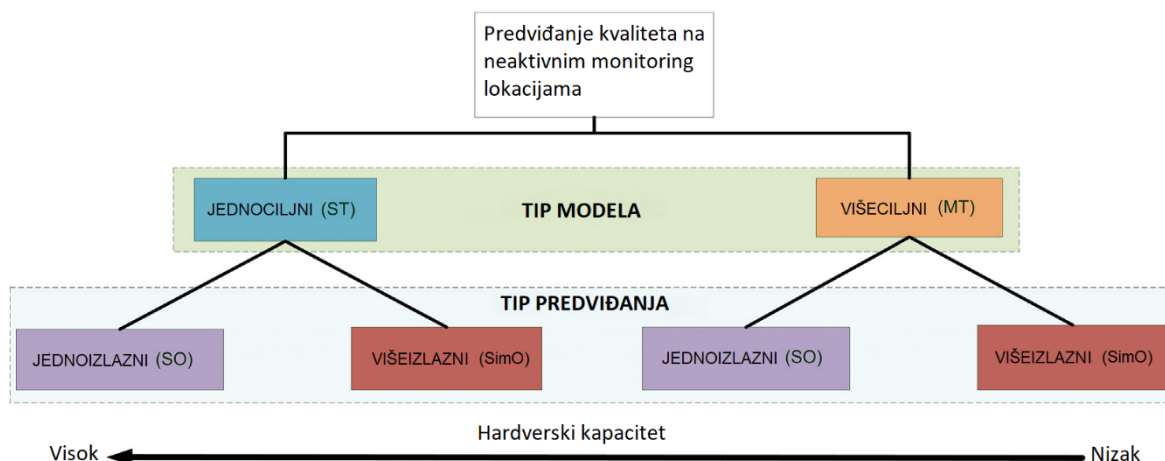 Predviđanje kvaliteta na
neaktivnim monitoring
lokacijama
JEDNOCILJNI (ST)
TIP MODELA
VIŠECILJNI (MT)
TIP PREDVIĐANJA
JEDNOIZLAZNI (SO)
VIŠEIZLAZNI (SimO)
JEDNOIZLAZNI (SO)
VIŠEIZLAZNI (SimO)
Hardverski kapacitet
Visok
Nizak